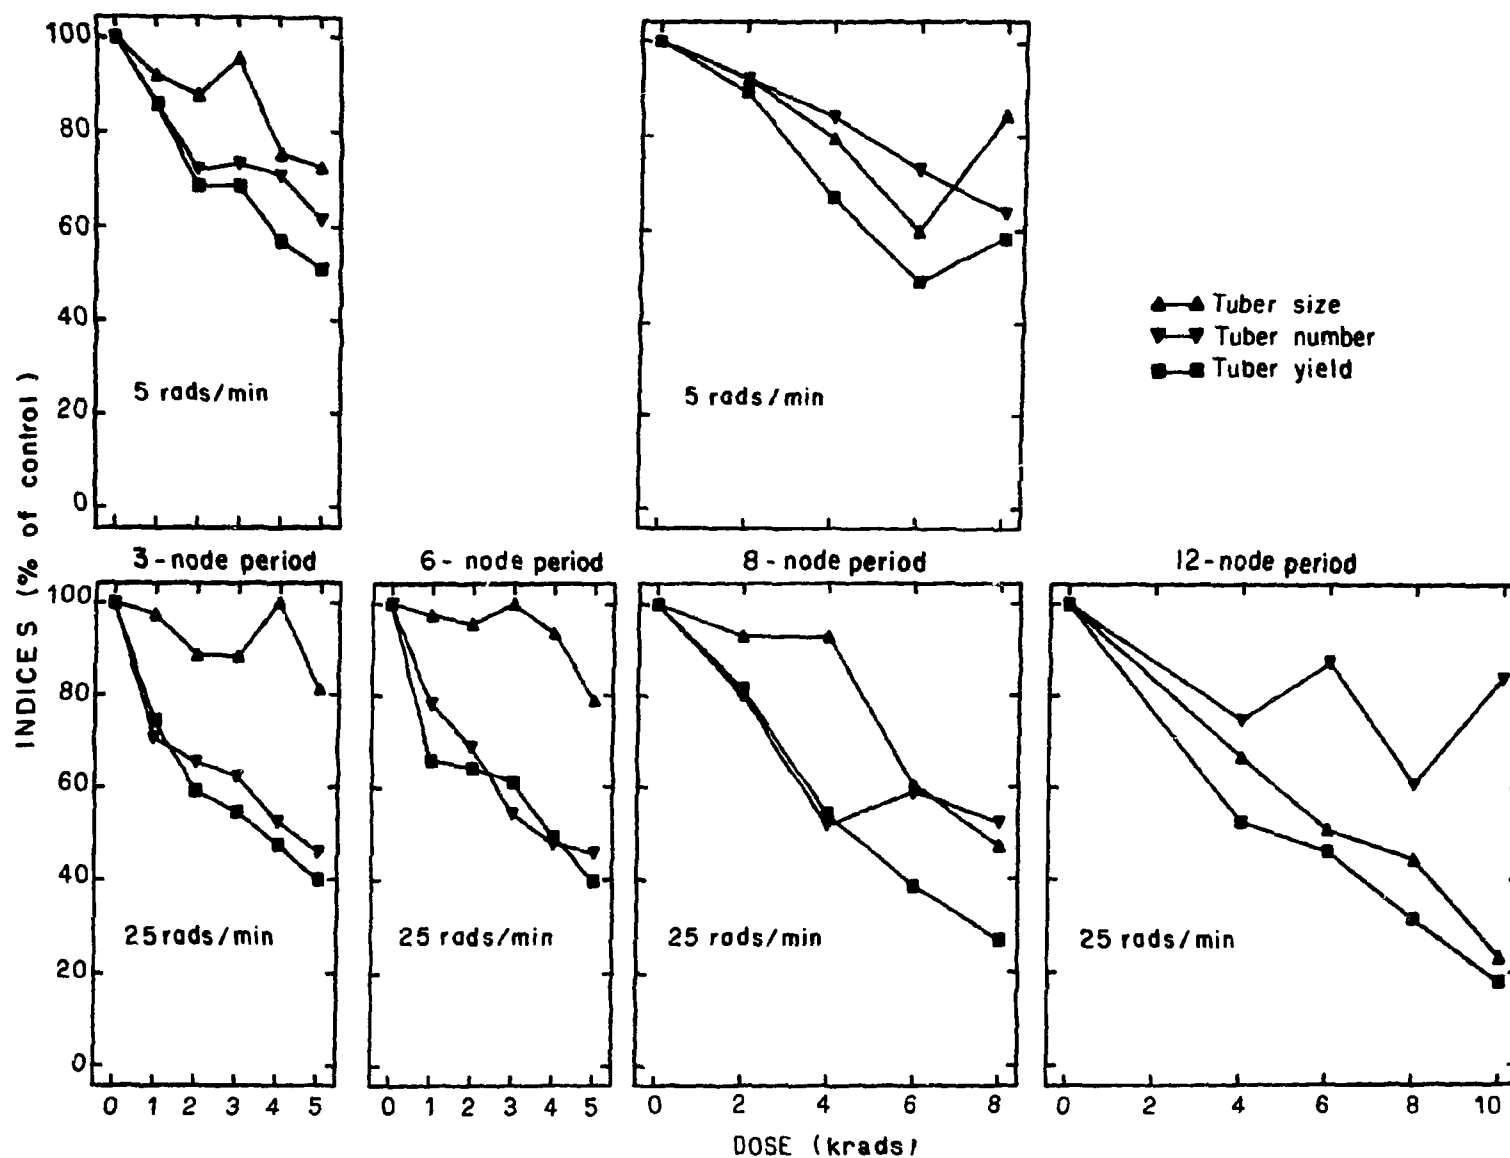 100
80
60
40
20
0
5 rads/min
5 rads/min
Tuber size
Tuber number
Tuber yield
INDICES (% of control)
3-node period
6- node period
8- node period
12-node period
100
80
60
40
20
0
25 rads/min
25 rads/min
25 rads/min
25 rads/min
0 1 2 3 4 5
0 1 2 3 4 5
0 2 4 6 8
0 2 4 6 8 10
DOSE (krads)